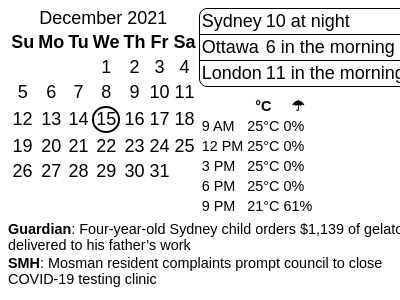 December 2021
Su Mo Tu We Th Fr Sa
1 2 3 4
5 6 7 8 9 10 11
12 13 14 15 16 17 18
19 20 21 22 23 24 25
26 27 28 29 30 31
Sydney 10 at night
Ottawa 6 in the morning
London 11 in the morning
°C ☂
9 AM 25°C 0%
12 PM 25°C 0%
3 PM 25°C 0%
6 PM 25°C 0%
9 PM 21°C 61%
Guardian: Four-year-old Sydney child orders $1,139 of gelato
delivered to his father's work
SMH: Mosman resident complaints prompt council to close
COVID-19 testing clinic